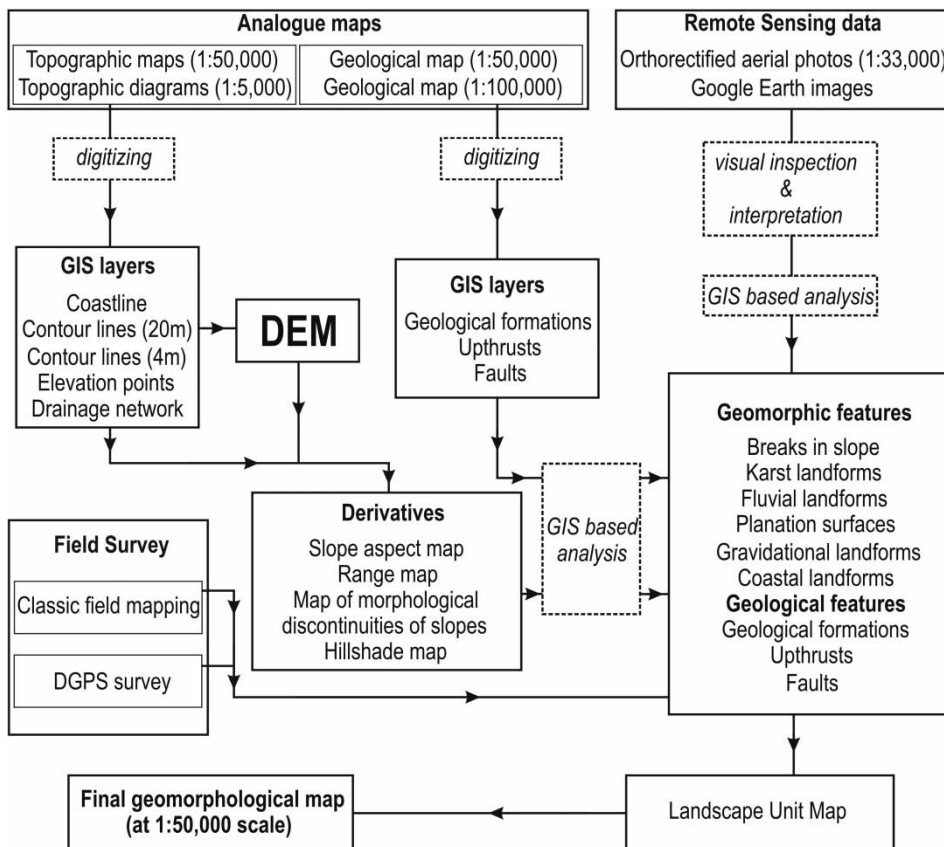 Analogue maps
Topographic maps (1:50,000)
Topographic diagrams (1:5,000)
Geological map (1:50,000)
Geological map (1:100,000)
Remote Sensing data
Orthorectified aerial photos (1:33,000)
Google Earth images
digitizing
digitizing
visual inspection
&
interpretation
GIS based analysis
GIS layers
Coastline
Contour lines (20m)
Contour lines (4m)
Elevation points
Drainage network
DEM
GIS layers
Geological formations
Upthrusts
Faults
Geomorphic features
Breaks in slope
Karst landforms
Fluvial landforms
Planation surfaces
Gravidational landforms
Coastal landforms
Geological features
Geological formations
Upthrusts
Faults
Derivatives
Slope aspect map
Range map
Map of morphological
discontinuities of slopes
Hillshade map
GIS based
analysis
Field Survey
Classic field mapping
DGPS survey
Final geomorphological map
(at 1:50,000 scale)
Landscape Unit Map